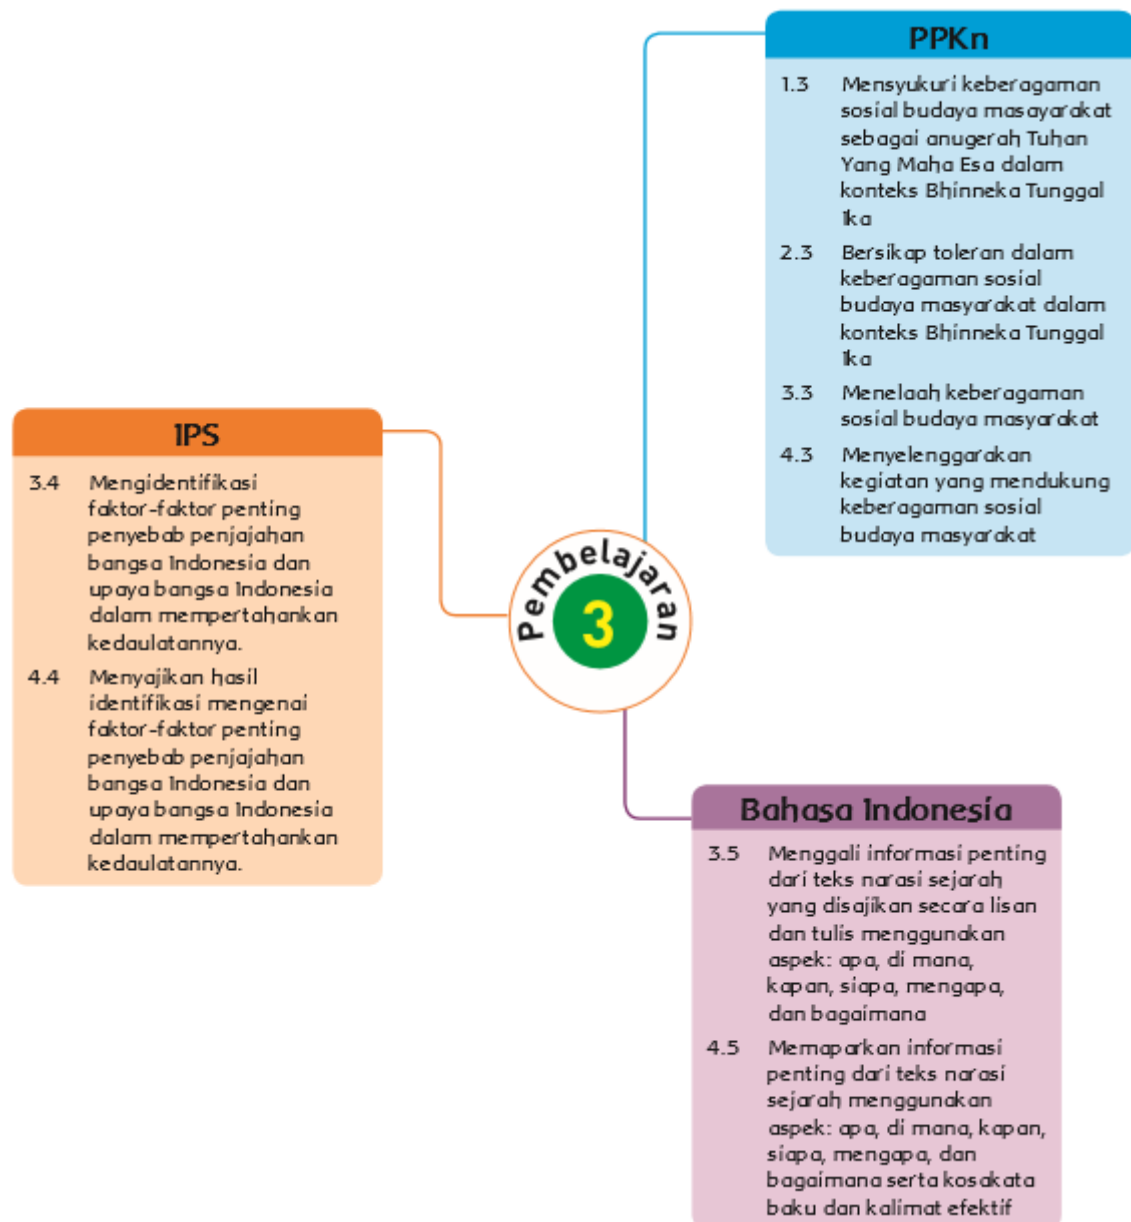 PPKn
1.3 Mensyukuri keberagaman
sosial budaya masayarakat
sebagai anugerah Tuhan
Yang Maha Esa dalam
konteks Bhinneka Tunggal
Ika
2.3 Bersikap toleran dalam
keberagaman sosial
budaya masyarakat dalam
konteks Bhinneka Tunggal
Ika
3.3 Menelaah keberagaman
sosial budaya masyarakat
4.3 Menyelenggarakan
kegiatan yang mendukung
keberagaman sosial
budaya masyarakat
IPS
3.4 Mengidentifikasi
faktor-faktor penting
penyebab penjajahan
bangsa Indonesia dan
upaya bangsa Indonesia
dalam mempertahankan
kedaulatannya.
4.4 Menyajikan hasil
identifikasi mengenai
faktor-faktor penting
penyebab penjajahan
bangsa Indonesia dan
upaya bangsa Indonesia
dalam mempertahankan
kedaulatannya.
Pembelajaran
3
Bahasa Indonesia
3.5 Menggali informasi penting
dari teks narasi sejarah
yang disajikan secara lisan
dan tulis menggunakan
aspek: apa, di mana,
kapan, siapa, mengapa,
dan bagaimana
4.5 Memaparkan informasi
penting dari teks narasi
sejarah menggunakan
aspek: apa, di mana, kapan,
siapa, mengapa, dan
bagaimana serta kosakata
baku dan kalimat efektif